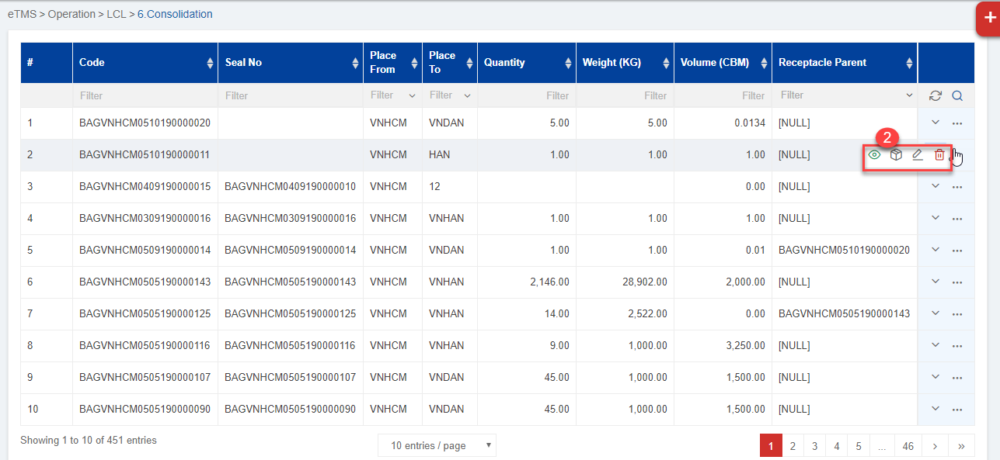 eTMS > Operation > LCL > 6.Consolidation
+
# Code Seal No Place From Place To Quantity Weight (KG) Volume (CBM) Receptacle Parent
Filter Filter Filter Filter Filter Filter Filter Filter
1 BAGVNHCM0510190000020 VNHCM VNDAN 5.00 5.00 0.0134 [NULL] ...
2
2 BAGVNHCM0510190000011 VNHCM HAN 1.00 1.00 1.00 [NULL]
3 BAGVNHCM0409190000015 BAGVNHCM0409190000010 VNHCM 12 0.00 [NULL] ...
4 BAGVNHCM0309190000016 BAGVNHCM0309190000016 VNHCM VNHAN 1.00 1.00 1.00 [NULL] ...
5 BAGVNHCM0509190000014 BAGVNHCM0509190000014 VNHCM VNDAN 1.00 1.00 0.01 BAGVNHCM0510190000020 ...
6 BAGVNHCM0505190000143 BAGVNHCM0505190000143 VNHCM VNHAN 2,146.00 28,902.00 2,000.00 [NULL] ...
7 BAGVNHCM0505190000125 BAGVNHCM0505190000125 VNHCM VNHAN 14.00 2,522.00 0.00 BAGVNHCM0505190000143 ...
8 BAGVNHCM0505190000116 BAGVNHCM0505190000116 VNHCM VNHAN 9.00 1,000.00 3,250.00 [NULL] ...
9 BAGVNHCM0505190000107 BAGVNHCM0505190000107 VNHCM VNDAN 45.00 1,000.00 1,500.00 [NULL] ...
10 BAGVNHCM0505190000090 BAGVNHCM0505190000090 VNHCM VNDAN 45.00 1,000.00 1,500.00 [NULL] ...
Showing 1 to 10 of 451 entries 10 entries / page 1 2 3 4 5 ... 46 › »